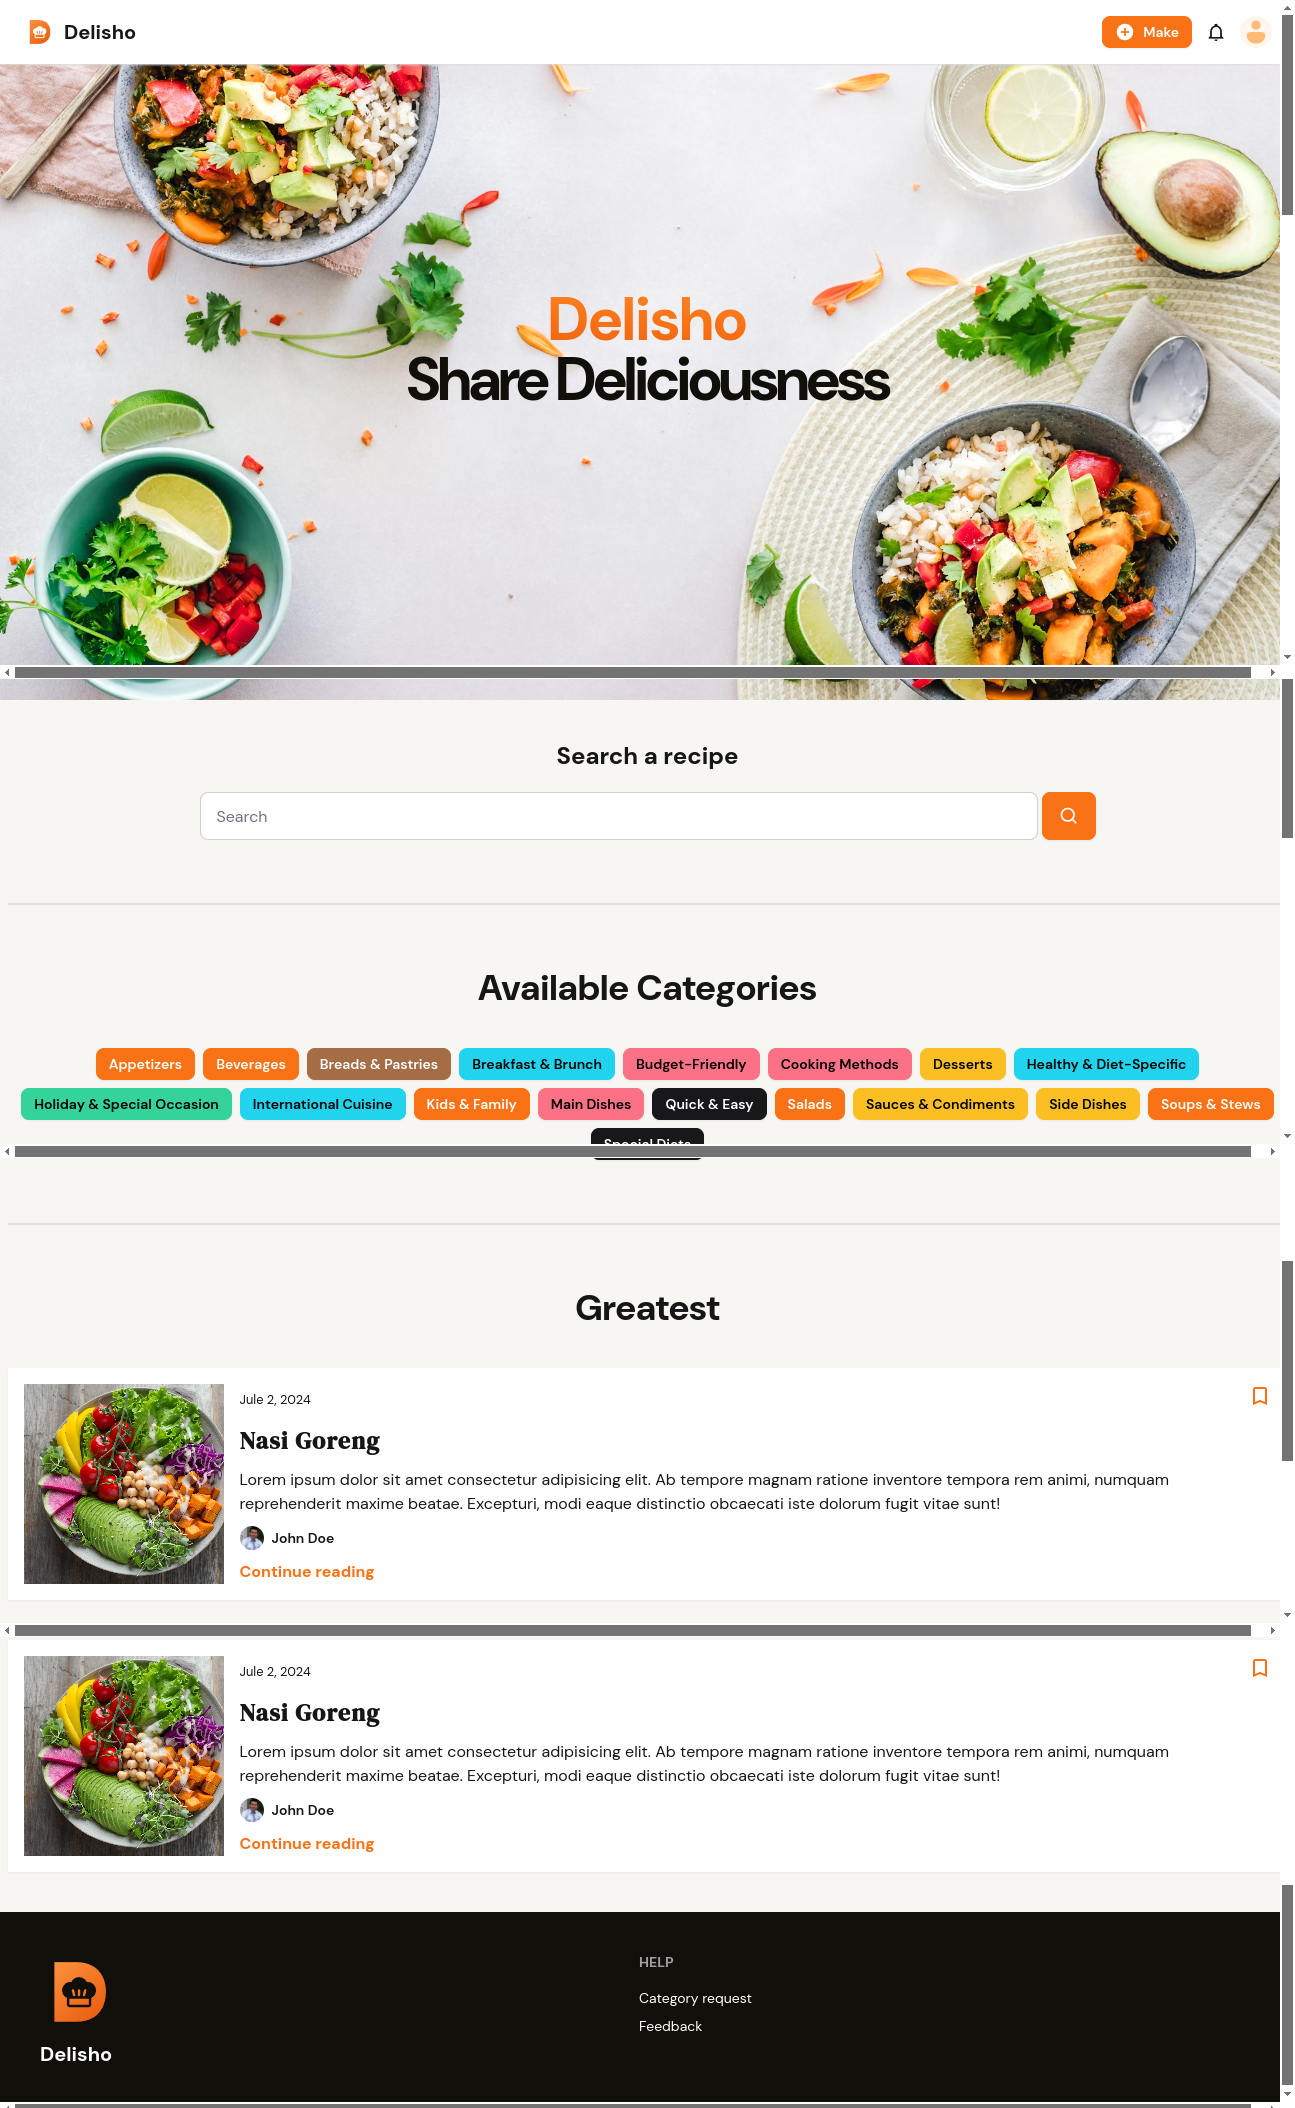 Delisho
Make
Delisho
Share Deliciousness
Search a recipe
Search
Available Categories
Appetizers Beverages Breads & Pastries Breakfast & Brunch Budget-Friendly Cooking Methods Desserts Healthy & Diet-Specific
Holiday & Special Occasion International Cuisine Kids & Family Main Dishes Quick & Easy Salads Sauces & Condiments Side Dishes Soups & Stews
Special Diets
Greatest
Jule 2, 2024
Nasi Goreng
Lorem ipsum dolor sit amet consectetur adipisicing elit. Ab tempore magnam ratione inventore tempora rem animi, numquam
reprehenderit maxime beatae. Excepturi, modi eaque distinctio obcaecati iste dolorum fugit vitae sunt!
John Doe
Continue reading
Jule 2, 2024
Nasi Goreng
Lorem ipsum dolor sit amet consectetur adipisicing elit. Ab tempore magnam ratione inventore tempora rem animi, numquam
reprehenderit maxime beatae. Excepturi, modi eaque distinctio obcaecati iste dolorum fugit vitae sunt!
John Doe
Continue reading
Delisho
HELP
Category request
Feedback